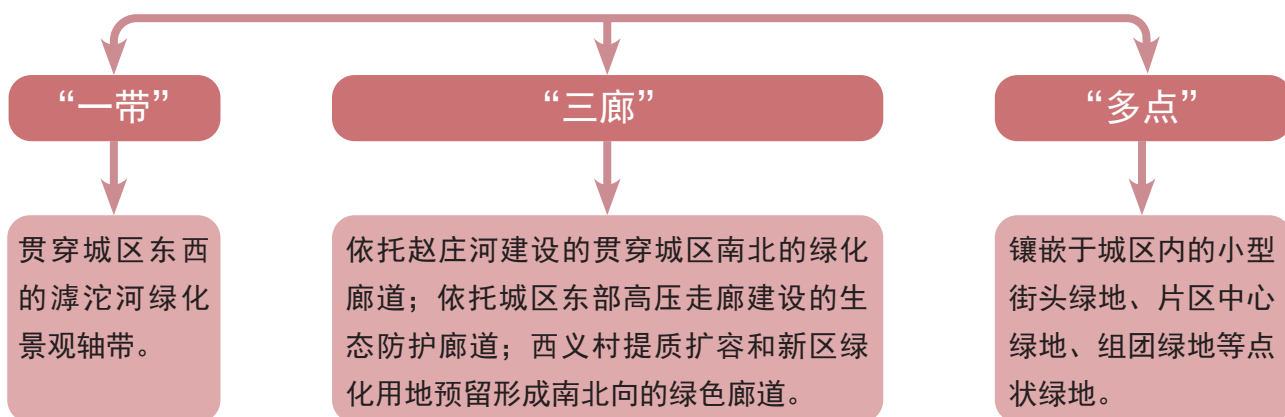 “一带”
贯穿城区东西
的滹沱河绿化
景观轴带。
“三廊”
依托赵庄河建设的贯穿城区南北的绿化
廊道；依托城区东部高压走廊建设的生
态防护廊道；西义村提质扩容和新区绿
化用地预留形成南北向的绿色廊道。
“多点”
镶嵌于城区内的小型
街头绿地、片区中心
绿地、组团绿地等点
状绿地。